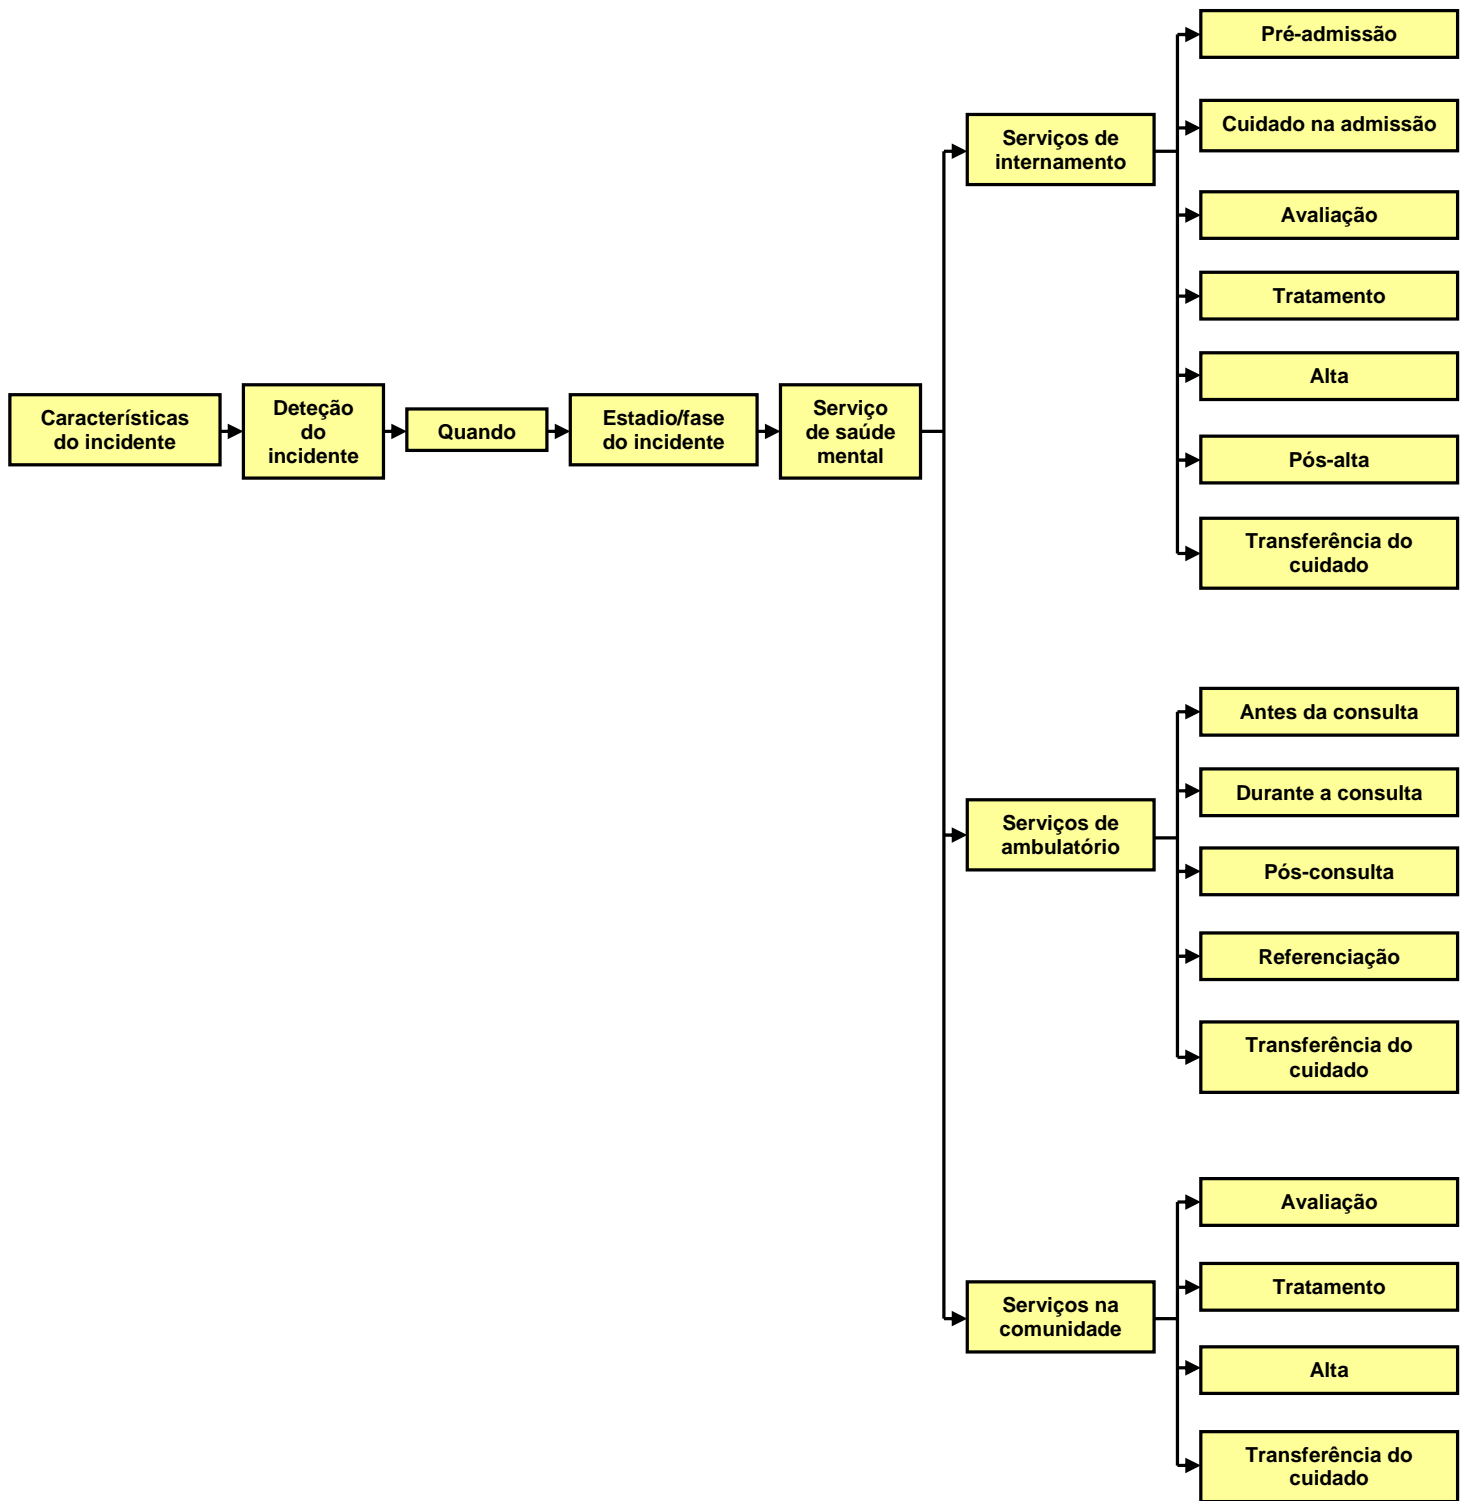 Características
do incidente
Deteção
do
incidente
Quando
Estadio/fase
do incidente
Serviço
de saúde
mental
Serviços de
internamento
Pré-admissão
Cuidado na admissão
Avaliação
Tratamento
Alta
Pós-alta
Transferência do
cuidado
Serviços de
ambulatório
Antes da consulta
Durante a consulta
Pós-consulta
Referenciação
Transferência do
cuidado
Serviços na
comunidade
Avaliação
Tratamento
Alta
Transferência do
cuidado